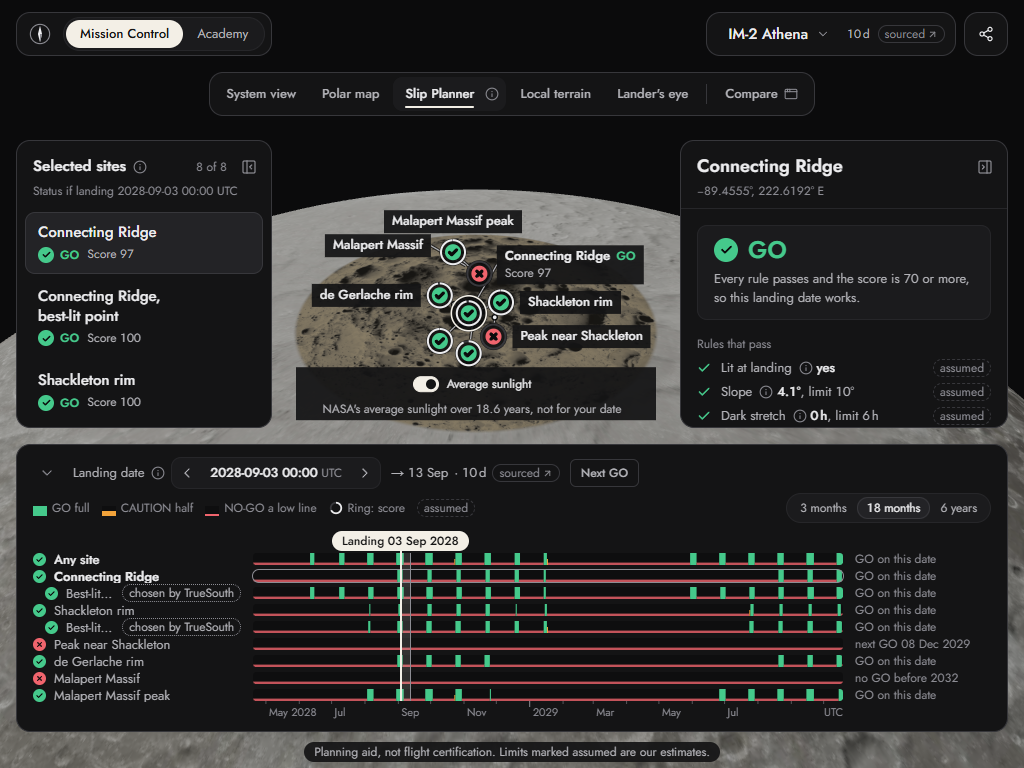 Mission Control
Academy
IM-2 Athena
10 d
sourced ↗
System view
Polar map
Slip Planner
Local terrain
Lander's eye
Compare
Selected sites
8 of 8
Status if landing 2028-09-03 00:00 UTC
Connecting Ridge
GO Score 97
Connecting Ridge,
best-lit point
GO Score 100
Shackleton rim
GO Score 100
Malapert Massif peak
Malapert Massif
Connecting Ridge GO
Score 97
de Gerlache rim
Shackleton rim
Peak near Shackleton
Average sunlight
NASA's average sunlight over 18.6 years, not for your date
Connecting Ridge
−89.4555°, 222.6192° E
GO
Every rule passes and the score is 70 or more,
so this landing date works.
Rules that pass
Lit at landing yes assumed
Slope 4.1°, limit 10° assumed
Dark stretch 0 h, limit 6 h assumed
Landing date 2028-09-03 00:00 UTC → 13 Sep · 10 d sourced ↗ Next GO
GO full CAUTION half NO-GO a low line Ring: score assumed
3 months 18 months 6 years
Landing 03 Sep 2028
Any site GO on this date
Connecting Ridge GO on this date
Best-lit… chosen by TrueSouth GO on this date
Shackleton rim GO on this date
Best-lit… chosen by TrueSouth GO on this date
Peak near Shackleton next GO 08 Dec 2029
de Gerlache rim GO on this date
Malapert Massif no GO before 2032
Malapert Massif peak GO on this date
May 2028 Jul Sep Nov 2029 Mar May Jul UTC
Planning aid, not flight certification. Limits marked assumed are our estimates.